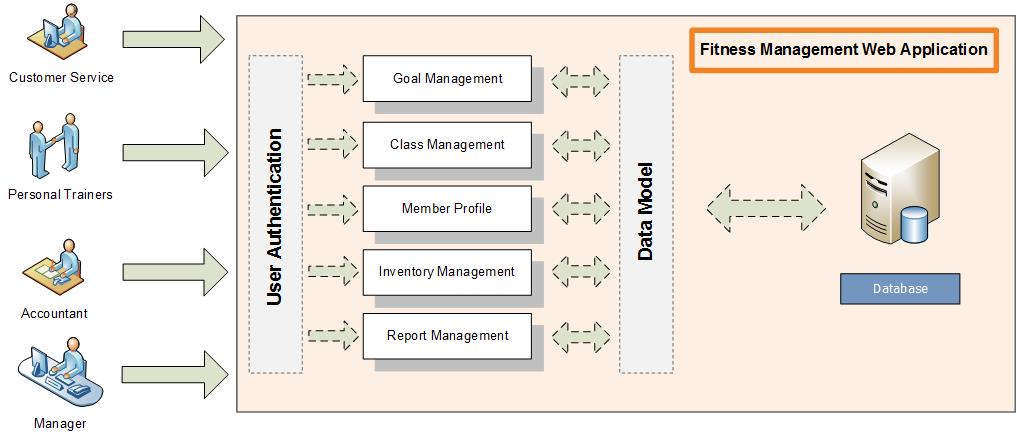 Customer Service
Personal Trainers
Accountant
Manager
User Authentication
Goal Management
Class Management
Member Profile
Inventory Management
Report Management
Data Model
Fitness Management Web Application
Database